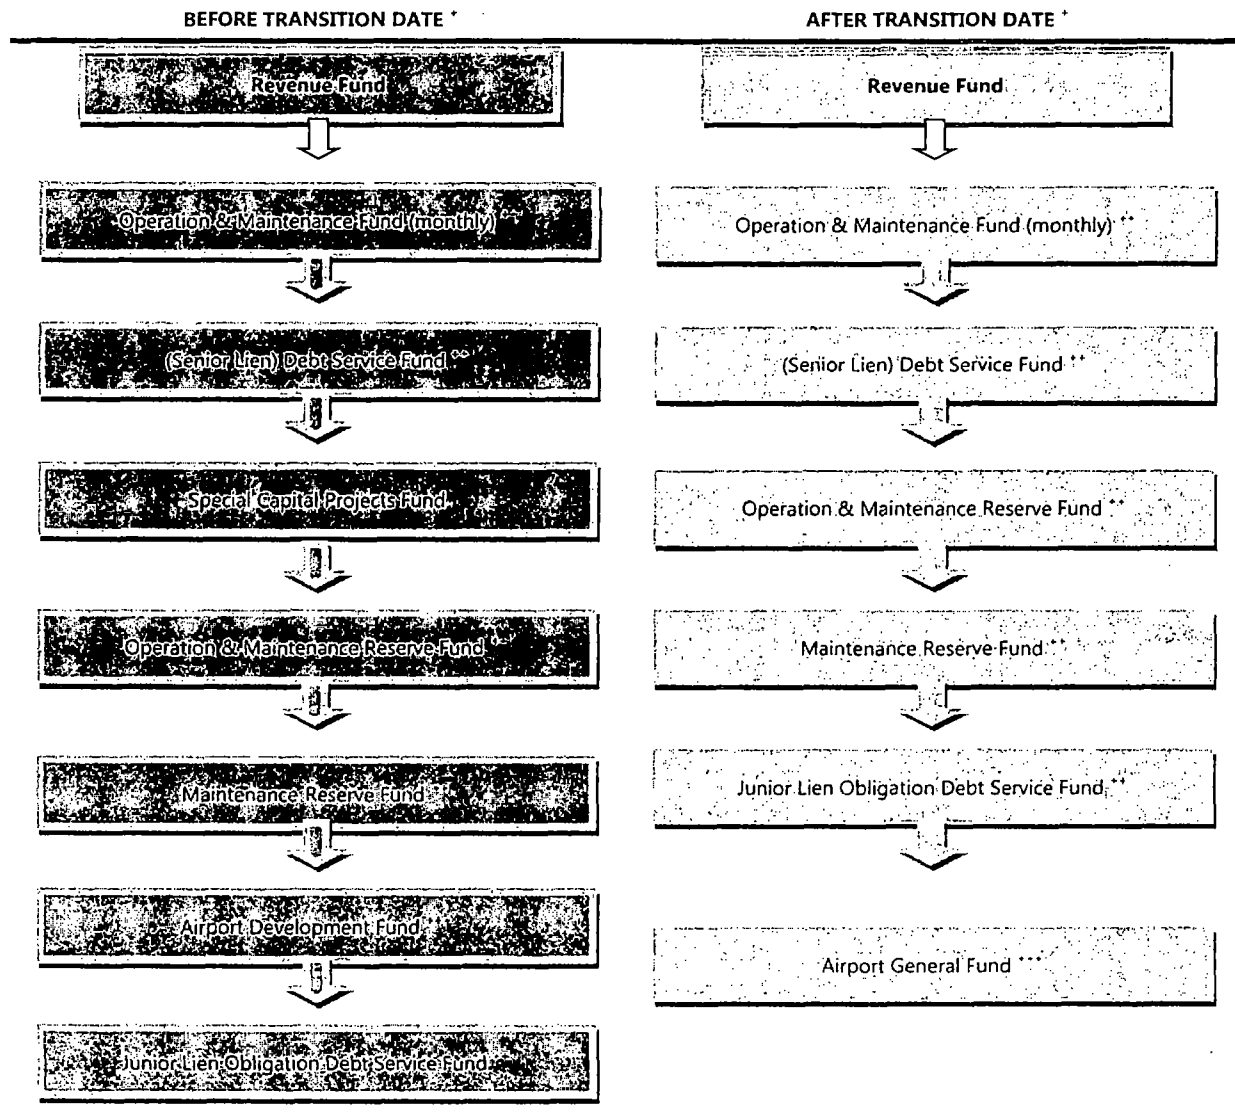 BEFORE TRANSITION DATE +
Revenue Fund
Operation & Maintenance Fund (monthly) ++
(Senior Lien) Debt Service Fund ++
Special Capital Projects Fund
Operation & Maintenance Reserve Fund
Maintenance Reserve Fund
Airport Development Fund
Junior Lien Obligation Debt Service Fund
AFTER TRANSITION DATE +
Revenue Fund
Operation & Maintenance Fund (monthly) ++
(Senior Lien) Debt Service Fund ++
Operation & Maintenance Reserve Fund ++
Maintenance Reserve Fund ++
Junior Lien Obligation Debt Service Fund ++
Airport General Fund +++